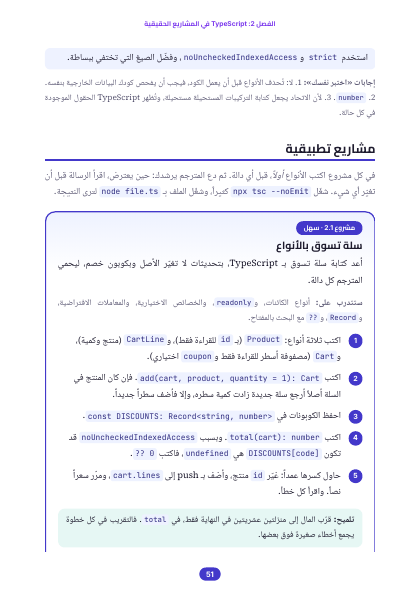 الفصل 2: TypeScript في المشاريع الحقيقية
استخدم strict و noUncheckedIndexedAccess، وفضّل الصيغ التي تختفي ببساطة.
إجابات «اختبر نفسك»: 1. لا: تُحذف الأنواع قبل أن يعمل الكود، فيجب أن يفحص كودك البيانات الخارجية بنفسه.
2. number. 3. لأن الاتحاد يجعل كتابة التركيبات المستحيلة مستحيلة، وتُظهر TypeScript الحقول الموجودة
في كل حالة.
مشاريع تطبيقية
في كل مشروع اكتب الأنواع أولاً، قبل أي دالة. ثم دع المترجم يرشدك: حين يعترض، اقرأ الرسالة قبل أن
تغيّر أي شيء. شغّل npx tsc --noEmit كثيراً، وشغّل الملف بـ node file.ts لترى النتيجة.
مشروع 2.1 · سهل
سلة تسوق بالأنواع
أعد كتابة سلة تسوق بـ TypeScript، بتحديثات لا تغيّر الأصل وبكوبون خصم، ليحمي
المترجم كل دالة.
ستتدرب على: أنواع الكائنات، و readonly، والخصائص الاختيارية، والمعاملات الافتراضية،
و Record، و ?? مع البحث بالمفتاح.
1 اكتب ثلاثة أنواع: Product (بـ id للقراءة فقط)، و CartLine (منتج وكمية)،
و Cart (مصفوفة أسطر للقراءة فقط و coupon اختياري).
2 اكتب add(cart, product, quantity = 1): Cart. فإن كان المنتج في
السلة أصلاً أرجع سلة جديدة زادت كمية سطره، وإلا فأضف سطراً جديداً.
3 احفظ الكوبونات في const DISCOUNTS: Record<string, number>.
4 اكتب total(cart): number. وبسبب noUncheckedIndexedAccess قد
تكون DISCOUNTS[code] هي undefined، فاكتب ?? 0.
5 حاول كسرها عمداً: غيّر id منتج، وأضف بـ push إلى cart.lines، ومرّر سعراً
نصاً. واقرأ كل خطأ.
تلميح: قرّب المال إلى منزلتين عشريتين في النهاية فقط، في total. فالتقريب في كل خطوة
يجمع أخطاء صغيرة فوق بعضها.
51